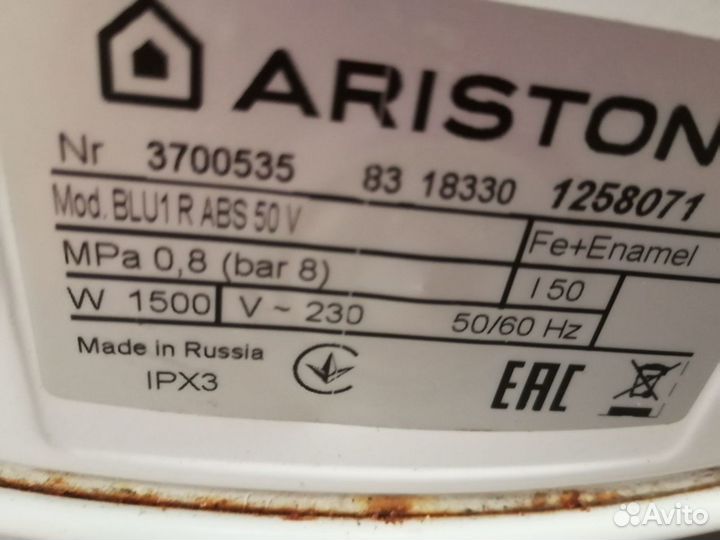 ARISTON
Nr 3700535 83 18330 1258071
Mod. BLU1 R ABS 50 V
Fe+Enamel
MPa 0,8 (bar 8)
l 50
W 1500 V ~ 230 50/60 Hz
Made in Russia
IPX3
EAC
Avito